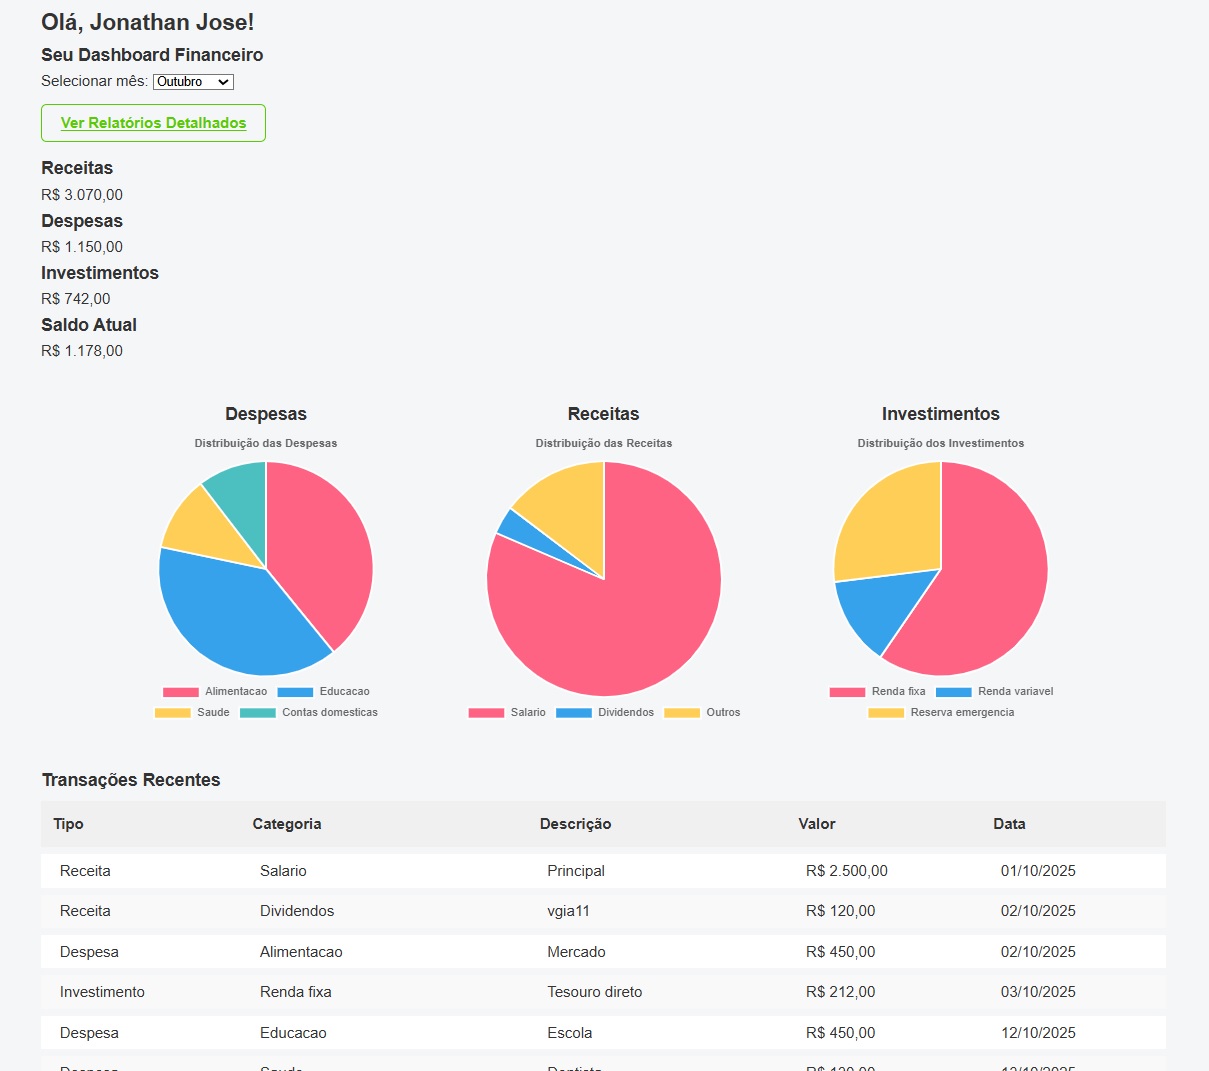 Olá, Jonathan Jose!
Seu Dashboard Financeiro
Selecionar mês: Outubro
Ver Relatórios Detalhados
Receitas
R$ 3.070,00
Despesas
R$ 1.150,00
Investimentos
R$ 742,00
Saldo Atual
R$ 1.178,00
Despesas Receitas Investimentos
Distribuição das Despesas Distribuição das Receitas Distribuição dos Investimentos
Alimentacao Educacao Renda fixa Renda variavel
Saude Contas domesticas Salario Dividendos Outros Reserva emergencia
Transações Recentes
Tipo Categoria Descrição Valor Data
Receita Salario Principal R$ 2.500,00 01/10/2025
Receita Dividendos vgia11 R$ 120,00 02/10/2025
Despesa Alimentacao Mercado R$ 450,00 02/10/2025
Investimento Renda fixa Tesouro direto R$ 212,00 03/10/2025
Despesa Educacao Escola R$ 450,00 12/10/2025